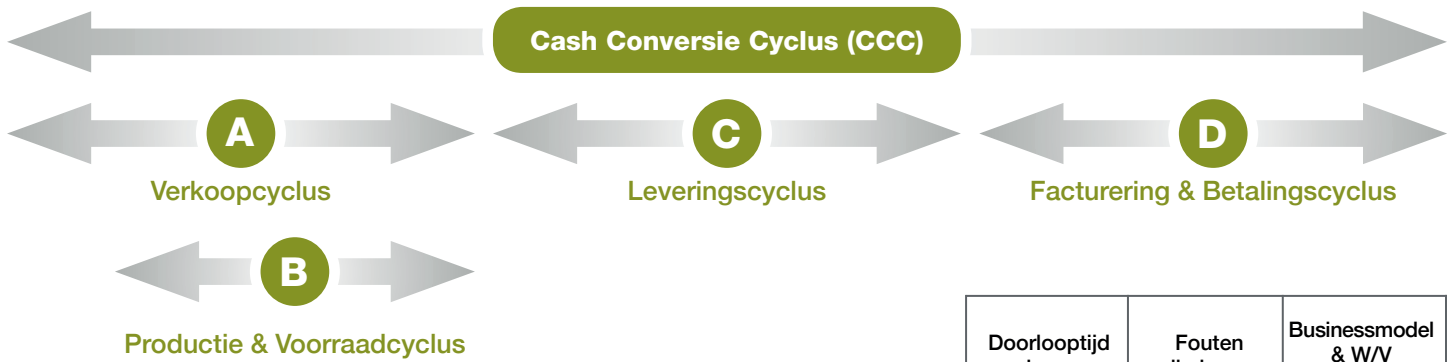 Cash Conversie Cyclus (CCC)
A
C
D
Verkoopcyclus
Leveringscyclus
Facturering & Betalingscyclus
B
Productie & Voorraadcyclus
Doorlooptijd
Fouten
Businessmodel
& W/V